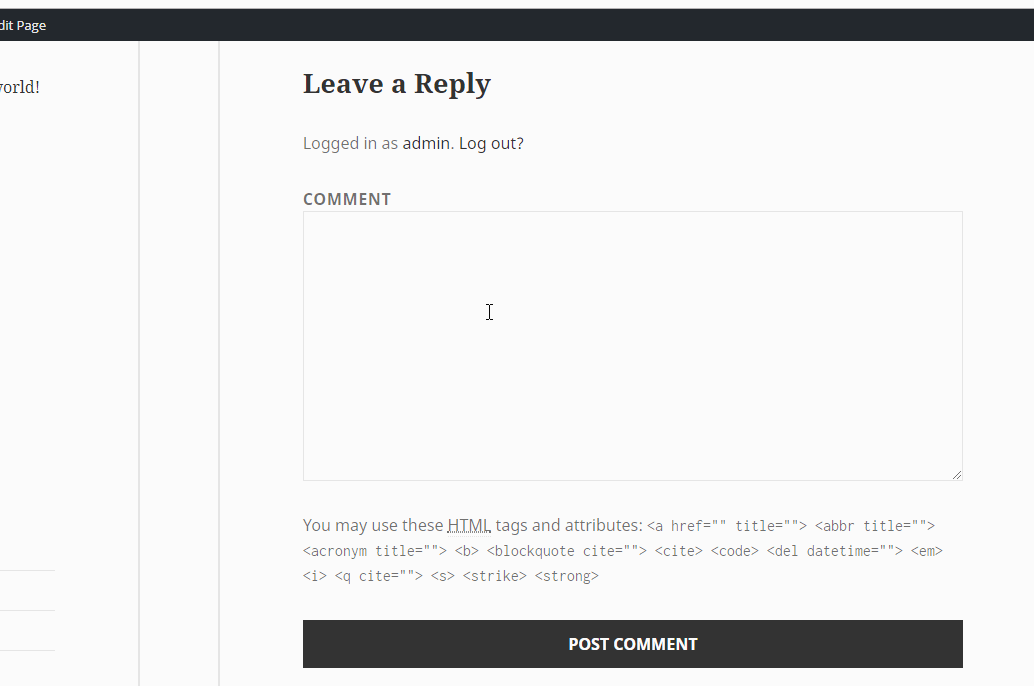 dit Page
world!
Leave a Reply
Logged in as admin. Log out?
COMMENT
You may use these HTML tags and attributes: <a href="" title=""> <abbr title="">
<acronym title=""> <b> <blockquote cite=""> <cite> <code> <del datetime=""> <em>
<i> <q cite=""> <s> <strike> <strong>
POST COMMENT